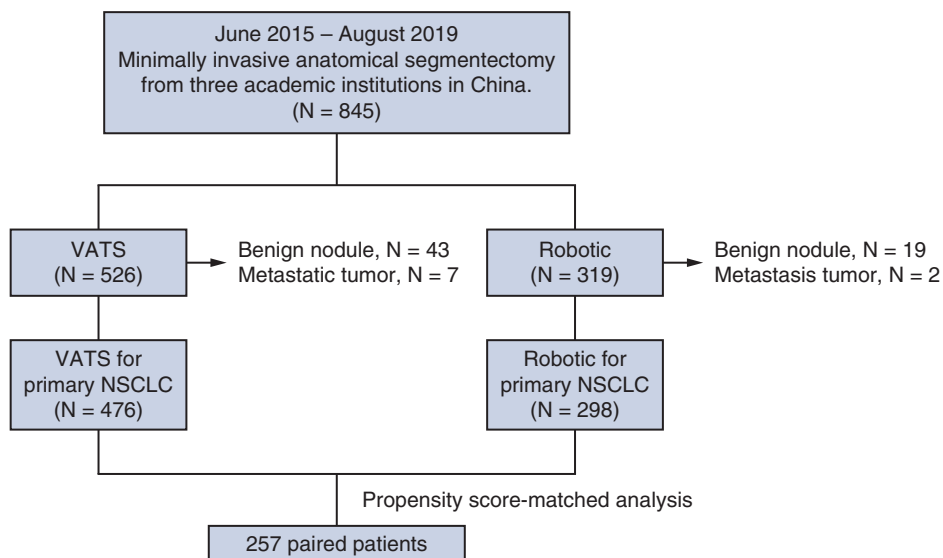 June 2015 – August 2019
Minimally invasive anatomical segmentectomy
from three academic institutions in China.
(N = 845)
VATS
(N = 526)
Benign nodule, N = 43
Metastatic tumor, N = 7
Robotic
(N = 319)
Benign nodule, N = 19
Metastasis tumor, N = 2
VATS for
primary NSCLC
(N = 476)
Robotic for
primary NSCLC
(N = 298)
Propensity score-matched analysis
257 paired patients